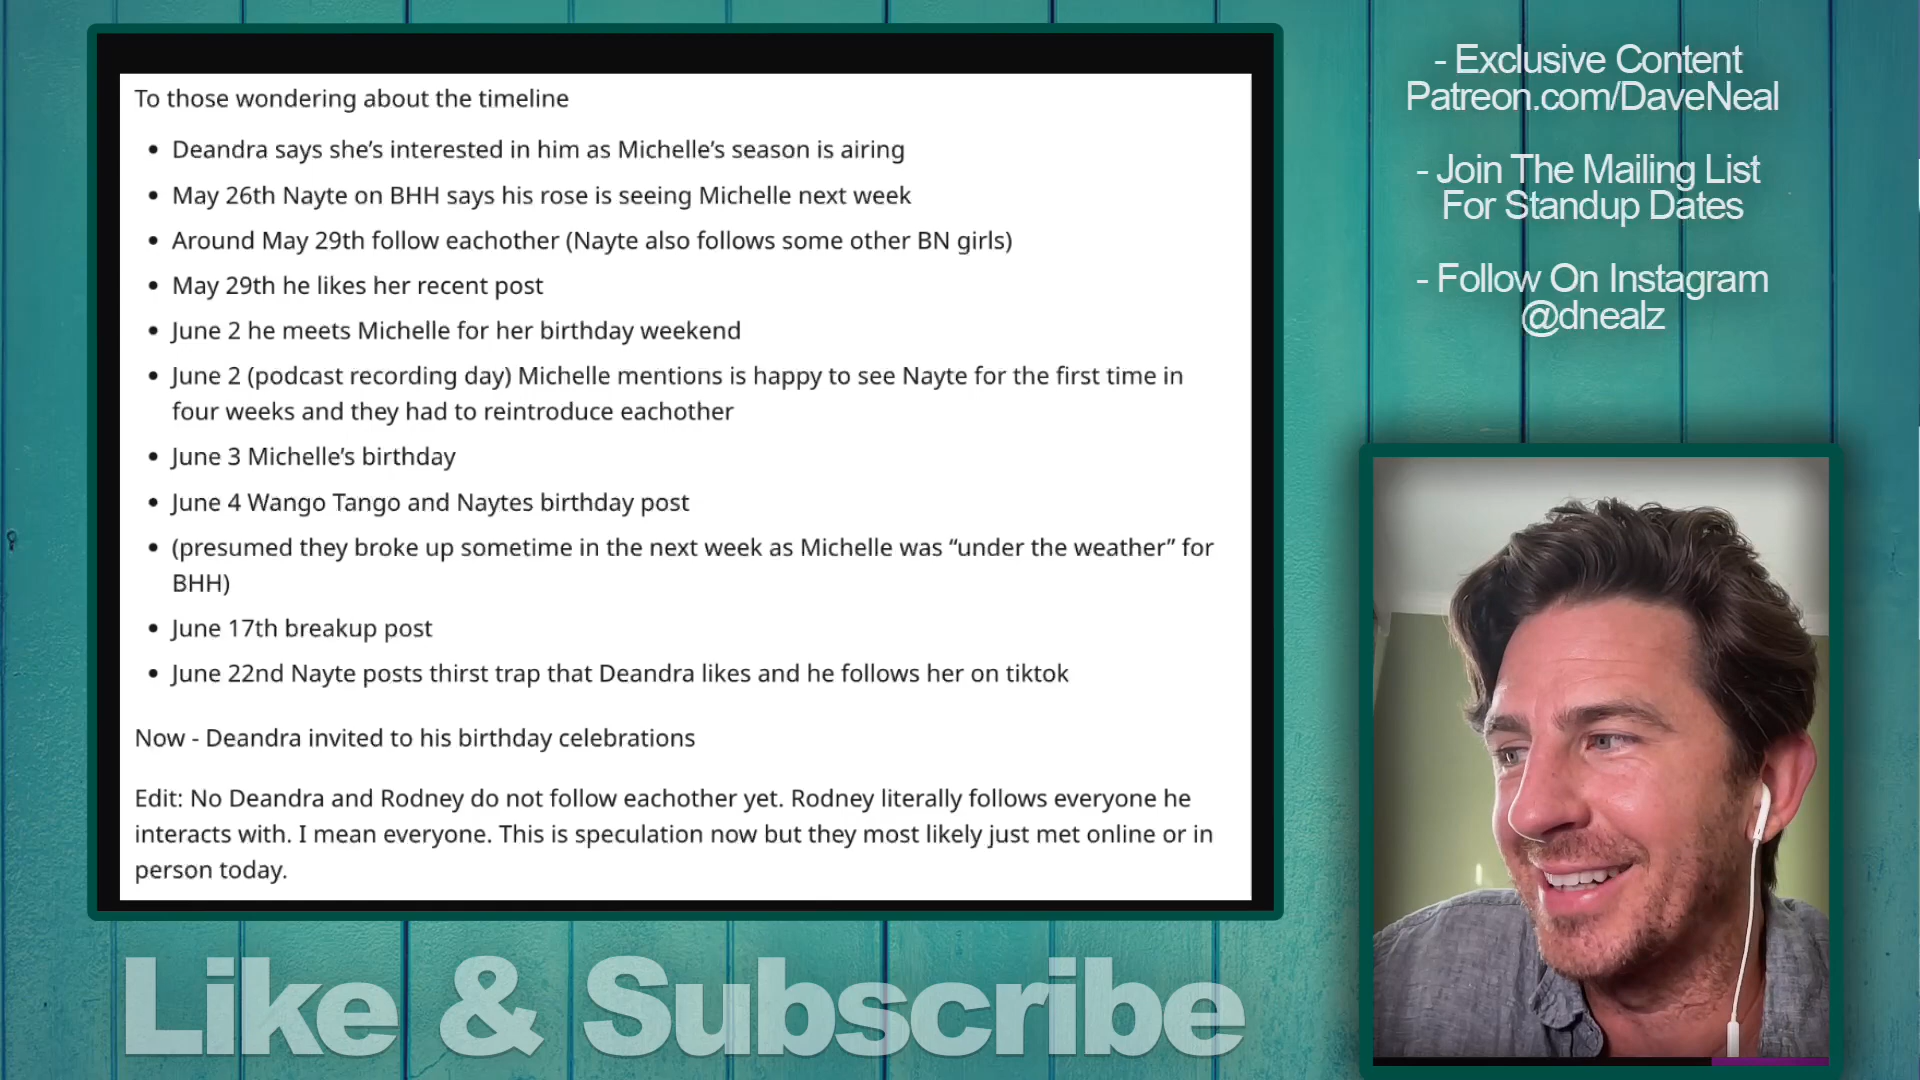 To those wondering about the timeline
• Deandra says she's interested in him as Michelle's season is airing
• May 26th Nayte on BHH says his rose is seeing Michelle next week
• Around May 29th follow eachother (Nayte also follows some other BN girls)
• May 29th he likes her recent post
• June 2 he meets Michelle for her birthday weekend
• June 2 (podcast recording day) Michelle mentions is happy to see Nayte for the first time in
four weeks and they had to reintroduce eachother
• June 3 Michelle's birthday
• June 4 Wango Tango and Naytes birthday post
• (presumed they broke up sometime in the next week as Michelle was “under the weather” for
BHH)
• June 17th breakup post
• June 22nd Nayte posts thirst trap that Deandra likes and he follows her on tiktok
Now - Deandra invited to his birthday celebrations
Edit: No Deandra and Rodney do not follow eachother yet. Rodney literally follows everyone he
interacts with. I mean everyone. This is speculation now but they most likely just met online or in
person today.
- Exclusive Content
Patreon.com/DaveNeal
- Join The Mailing List
For Standup Dates
- Follow On Instagram
@dnealz
Like & Subscribe